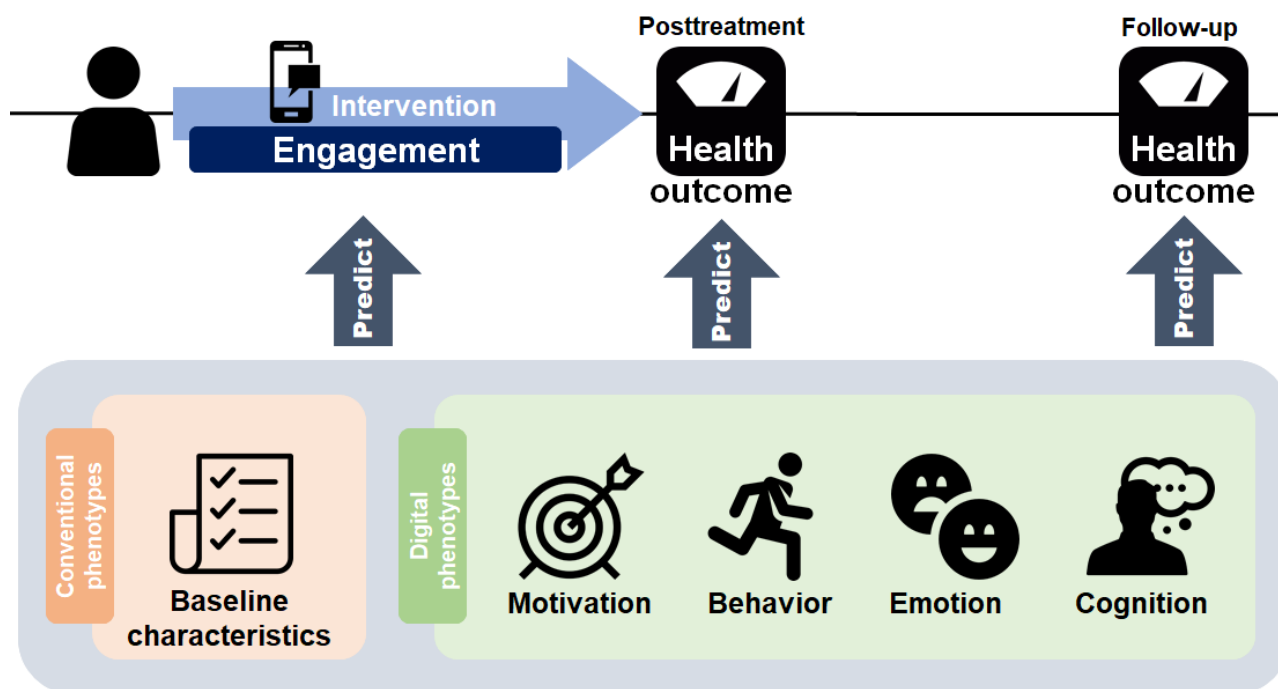 Posttreatment
Follow-up
Intervention
Engagement
Health
outcome
Health
outcome
Predict
Predict
Predict
Conventional
phenotypes
Baseline
characteristics
Digital
phenotypes
Motivation
Behavior
Emotion
Cognition